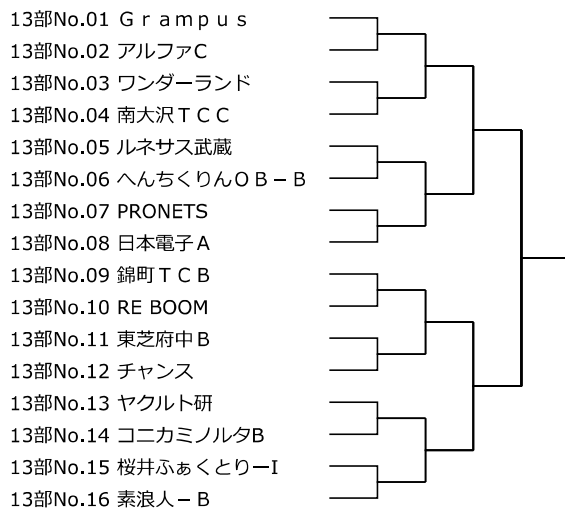 13部No.01 Ｇｒａｍｐｕｓ
13部No.02 アルファC
13部No.03 ワンダーランド
13部No.04 南大沢ＴＣＣ
13部No.05 ルネサス武蔵
13部No.06 へんちくりんＯＢ－Ｂ
13部No.07 PRONETS
13部No.08 日本電子Ａ
13部No.09 錦町ＴＣＢ
13部No.10 RE BOOM
13部No.11 東芝府中Ｂ
13部No.12 チャンス
13部No.13 ヤクルト研
13部No.14 コニカミノルタB
13部No.15 桜井ふぁくとりーI
13部No.16 素浪人－Ｂ